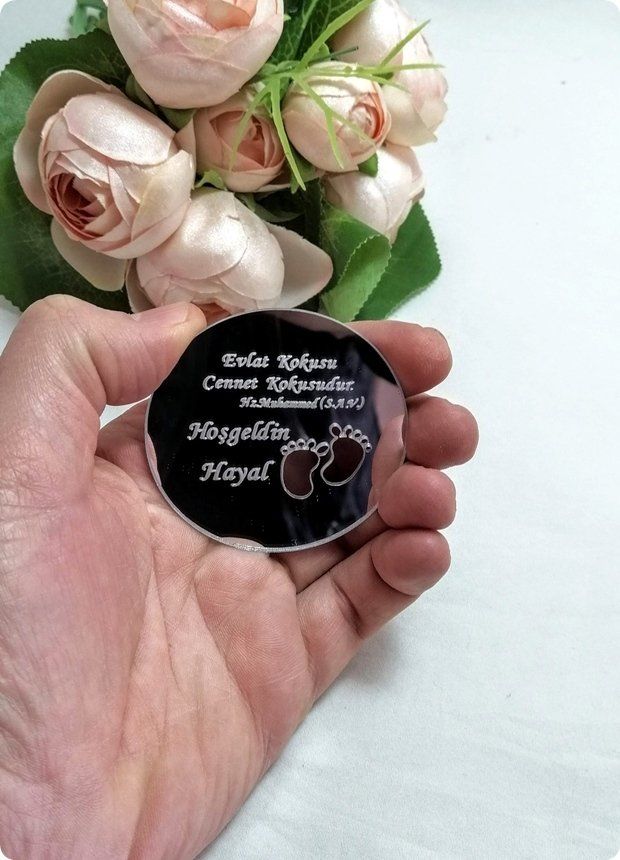 Evlat Kokusu
Cennet Kokusudur.
Hz.Muhammed (S.A.V.)
Hoşgeldin
Hayal